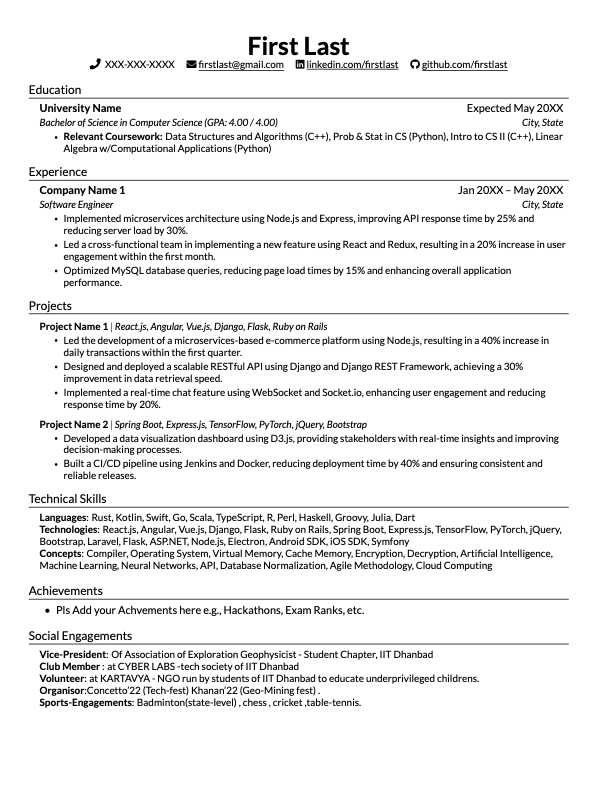 First Last
XXX-XXX-XXXX firstlast@gmail.com linkedin.com/firstlast github.com/firstlast
Education
University Name Expected May 20XX
Bachelor of Science in Computer Science (GPA: 4.00 / 4.00) City, State
• Relevant Coursework: Data Structures and Algorithms (C++), Prob & Stat in CS (Python), Intro to CS II (C++), Linear
Algebra w/Computational Applications (Python)
Experience
Company Name 1 Jan 20XX – May 20XX
Software Engineer City, State
• Implemented microservices architecture using Node.js and Express, improving API response time by 25% and
reducing server load by 30%.
• Led a cross-functional team in implementing a new feature using React and Redux, resulting in a 20% increase in user
engagement within the first month.
• Optimized MySQL database queries, reducing page load times by 15% and enhancing overall application
performance.
Projects
Project Name 1 | React.js, Angular, Vue.js, Django, Flask, Ruby on Rails
• Led the development of a microservices-based e-commerce platform using Node.js, resulting in a 40% increase in
daily transactions within the first quarter.
• Designed and deployed a scalable RESTful API using Django and Django REST Framework, achieving a 30%
improvement in data retrieval speed.
• Implemented a real-time chat feature using WebSocket and Socket.io, enhancing user engagement and reducing
response time by 20%.
Project Name 2 | Spring Boot, Express.js, TensorFlow, PyTorch, jQuery, Bootstrap
• Developed a data visualization dashboard using D3.js, providing stakeholders with real-time insights and improving
decision-making processes.
• Built a CI/CD pipeline using Jenkins and Docker, reducing deployment time by 40% and ensuring consistent and
reliable releases.
Technical Skills
Languages: Rust, Kotlin, Swift, Go, Scala, TypeScript, R, Perl, Haskell, Groovy, Julia, Dart
Technologies: React.js, Angular, Vue.js, Django, Flask, Ruby on Rails, Spring Boot, Express.js, TensorFlow, PyTorch, jQuery,
Bootstrap, Laravel, Flask, ASP.NET, Node.js, Electron, Android SDK, iOS SDK, Symfony
Concepts: Compiler, Operating System, Virtual Memory, Cache Memory, Encryption, Decryption, Artificial Intelligence,
Machine Learning, Neural Networks, API, Database Normalization, Agile Methodology, Cloud Computing
Achievements
• Pls Add your Achvements here e.g., Hackathons, Exam Ranks, etc.
Social Engagements
Vice-President: Of Association of Exploration Geophysicist - Student Chapter, IIT Dhanbad
Club Member : at CYBER LABS -tech society of IIT Dhanbad
Volunteer: at KARTAVYA - NGO run by students of IIT Dhanbad to educate underprivileged childrens.
Organisor:Concetto'22 (Tech-fest) Khanan'22 (Geo-Mining fest) .
Sports-Engagements: Badminton(state-level) , chess , cricket ,table-tennis.